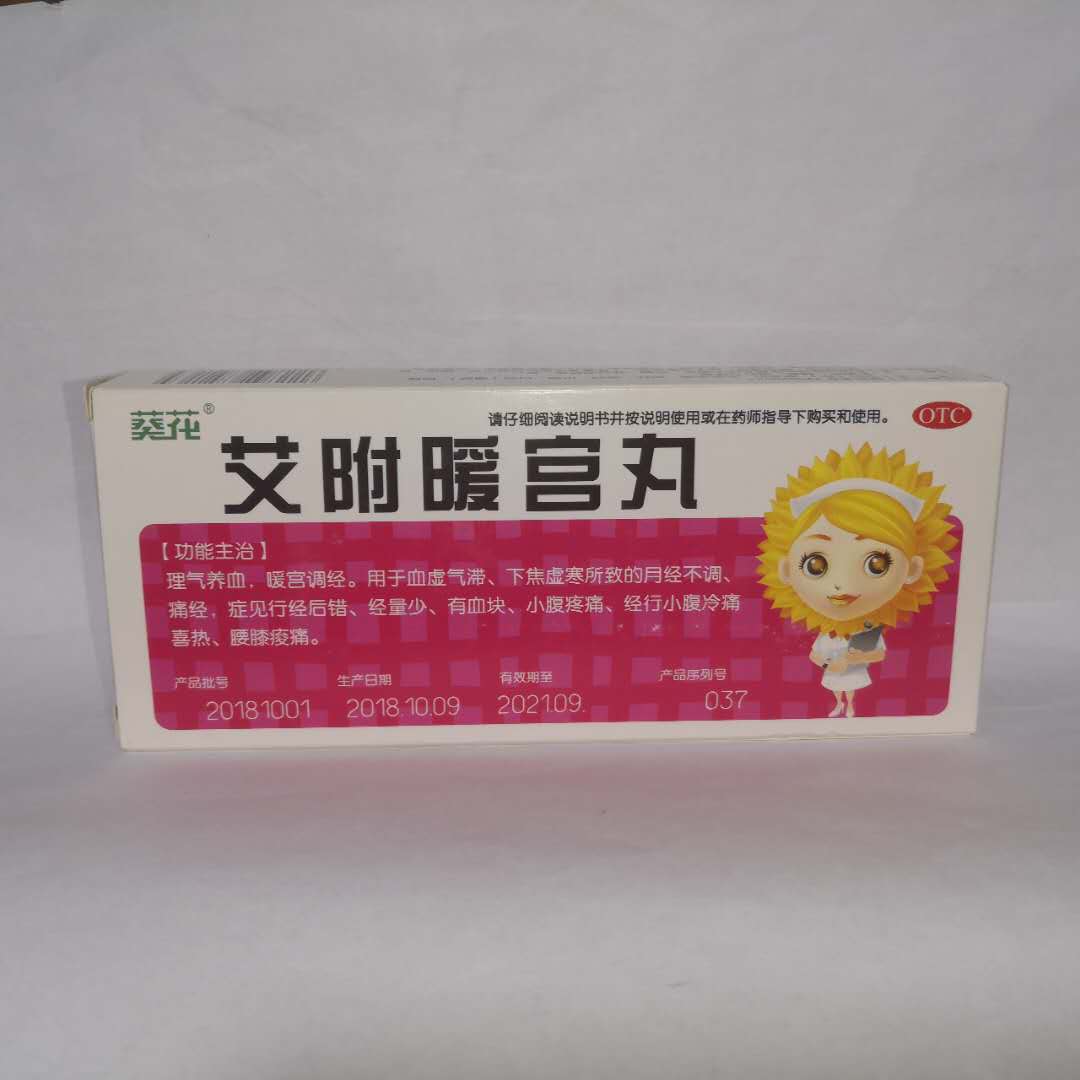 葵花®
请仔细阅读说明书并按说明使用或在药师指导下购买和使用。
OTC
艾附暖宫丸
【功能主治】
理气养血，暖宫调经。用于血虚气滞、下焦虚寒所致的月经不调、
痛经，症见行经后错、经量少、有血块、小腹疼痛、经行小腹冷痛
喜热、腰膝痠痛。
产品批号 生产日期 有效期至 产品序列号
20181001 2018.10.09 2021.09. 037